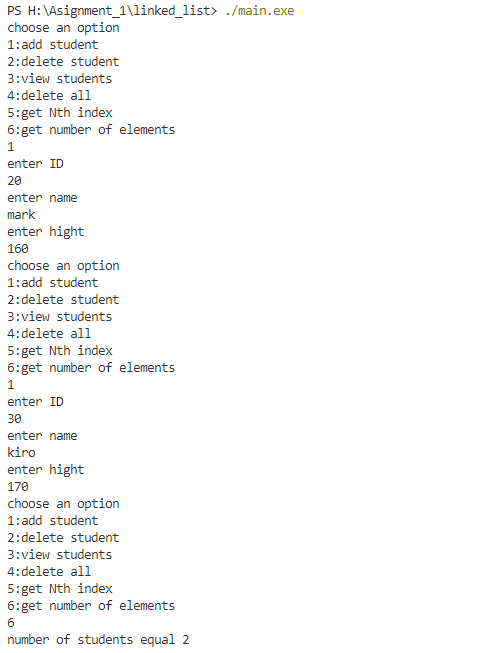 PS H:\Asignment_1\linked_list> ./main.exe
choose an option
1:add student
2:delete student
3:view students
4:delete all
5:get Nth index
6:get number of elements
1
enter ID
20
enter name
mark
enter hight
160
choose an option
1:add student
2:delete student
3:view students
4:delete all
5:get Nth index
6:get number of elements
1
enter ID
30
enter name
kiro
enter hight
170
choose an option
1:add student
2:delete student
3:view students
4:delete all
5:get Nth index
6:get number of elements
6
number of students equal 2